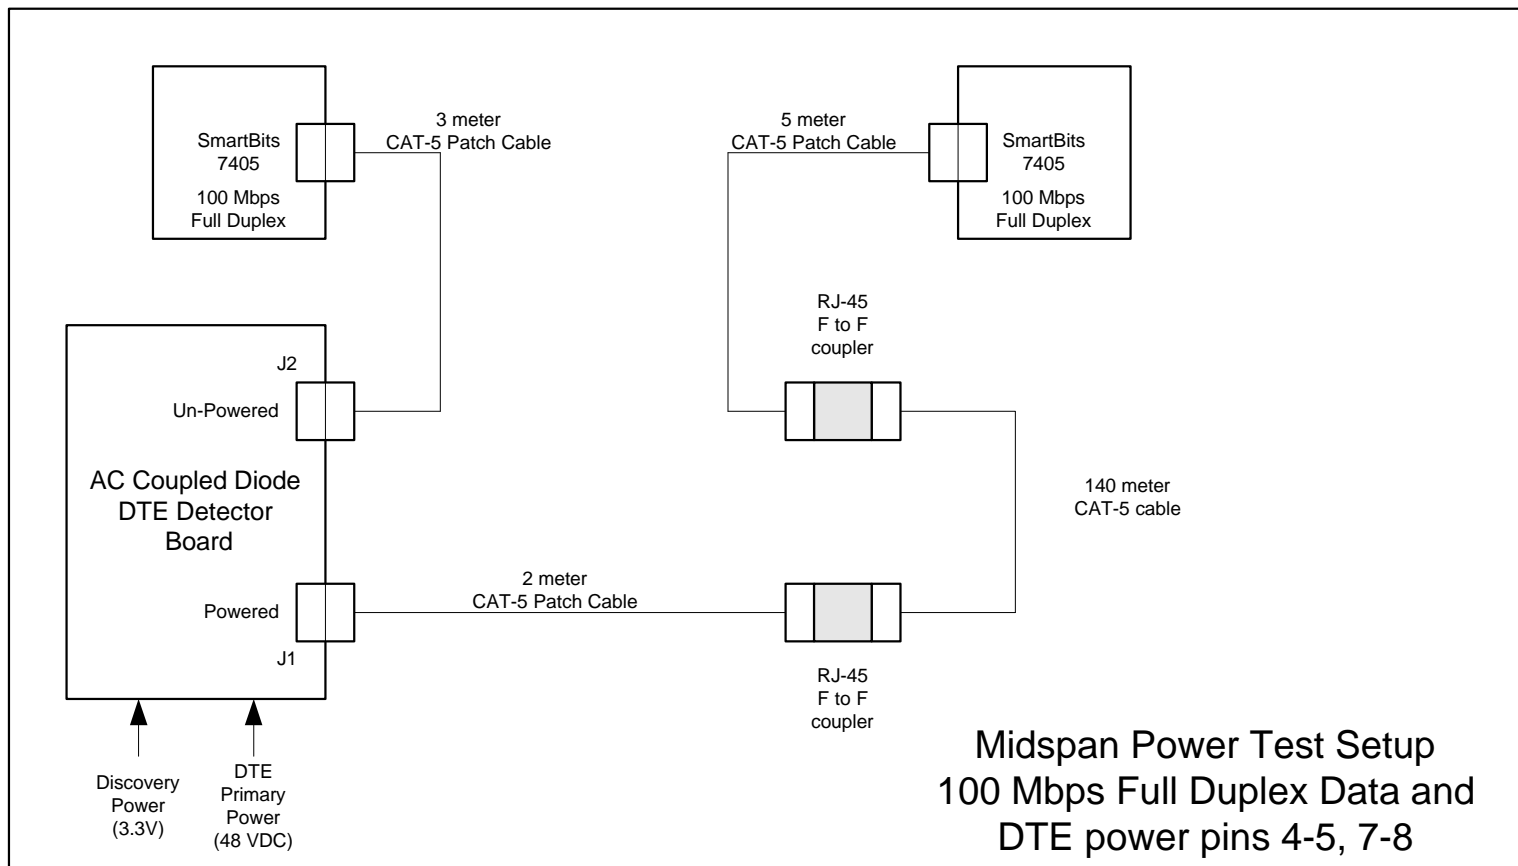 SmartBits
7405
100 Mbps
Full Duplex
3 meter
CAT-5 Patch Cable
5 meter
CAT-5 Patch Cable
SmartBits
7405
100 Mbps
Full Duplex
RJ-45
F to F
coupler
J2
Un-Powered
AC Coupled Diode
DTE Detector
Board
Powered
J1
140 meter
CAT-5 cable
2 meter
CAT-5 Patch Cable
RJ-45
F to F
coupler
Discovery
Power
(3.3V)
DTE
Primary
Power
(48 VDC)
Midspan Power Test Setup
100 Mbps Full Duplex Data and
DTE power pins 4-5, 7-8